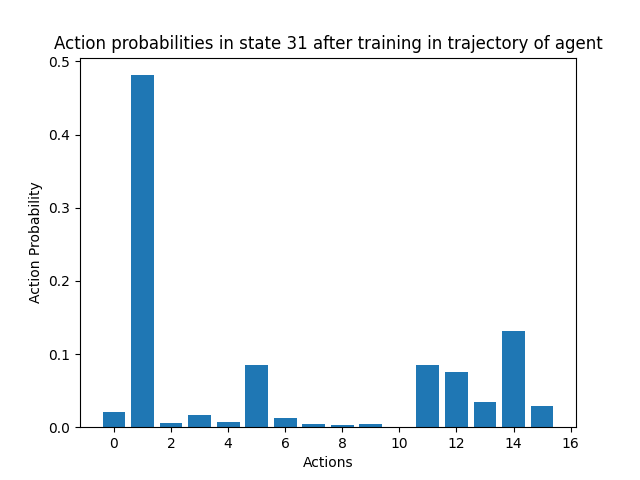 Action probabilities in state 31 after training in trajectory of agent
0.5
0.4
0.3
0.2
0.1
0.0
Action Probability
0 2 4 6 8 10 12 14 16
Actions